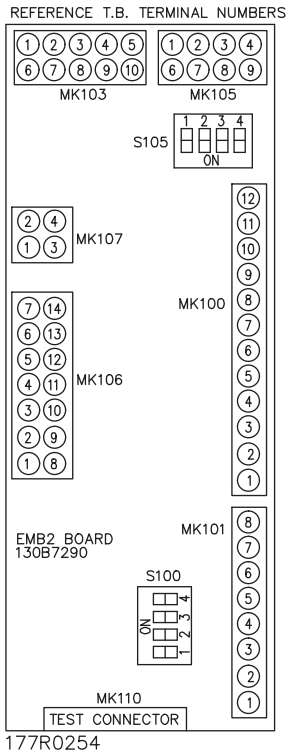 REFERENCE T.B. TERMINAL NUMBERS
1 2 3 4 5
6 7 8 9 10
MK103
1 2 3 4
6 7 8 9
MK105
S105
1 2 3 4
ON
2 4
1 3
MK107
12
11
10
9
8
7
6
5
4
3
2
1
MK100
7 14
6 13
5 12
4 11
3 10
2 9
1 8
MK106
EMB2 BOARD
130B7290
MK101
8
7
6
5
4
3
2
1
S100
ON
1 2 3 4
MK110
TEST CONNECTOR
177R0254